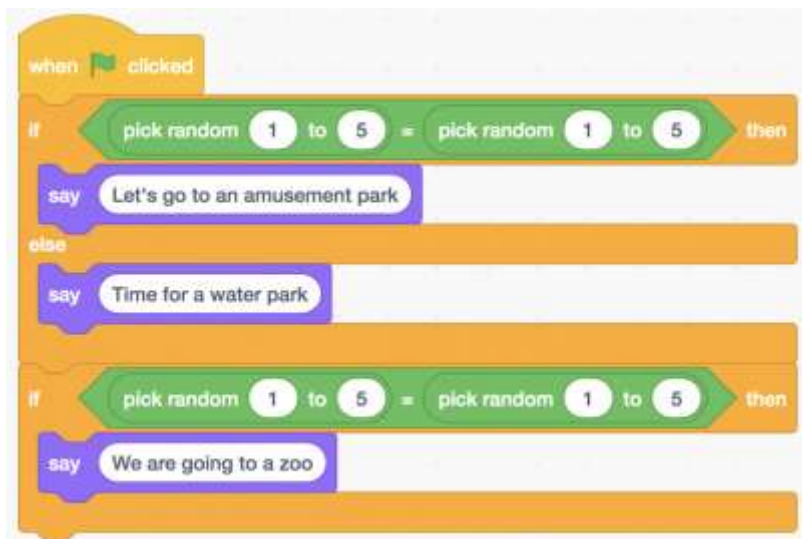 when clicked
if pick random 1 to 5 = pick random 1 to 5 then
say Let's go to an amusement park
else
say Time for a water park
if pick random 1 to 5 = pick random 1 to 5 then
say We are going to a zoo